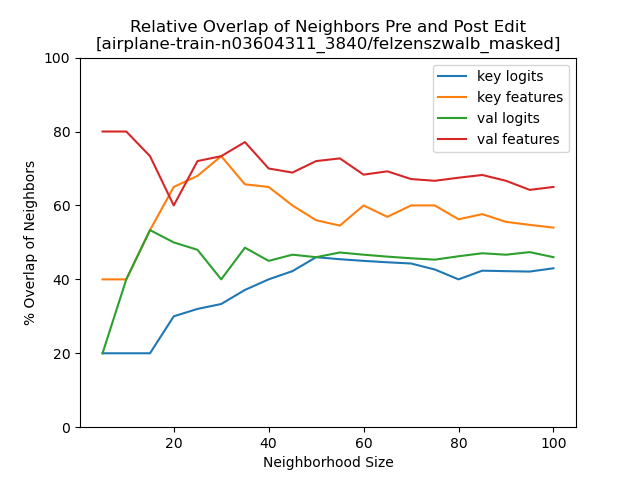 Relative Overlap of Neighbors Pre and Post Edit
[airplane-train-n03604311_3840/felzenszwalb_masked]
100
80
60
40
20
0
% Overlap of Neighbors
key logits
key features
val logits
val features
20 40 60 80 100
Neighborhood Size